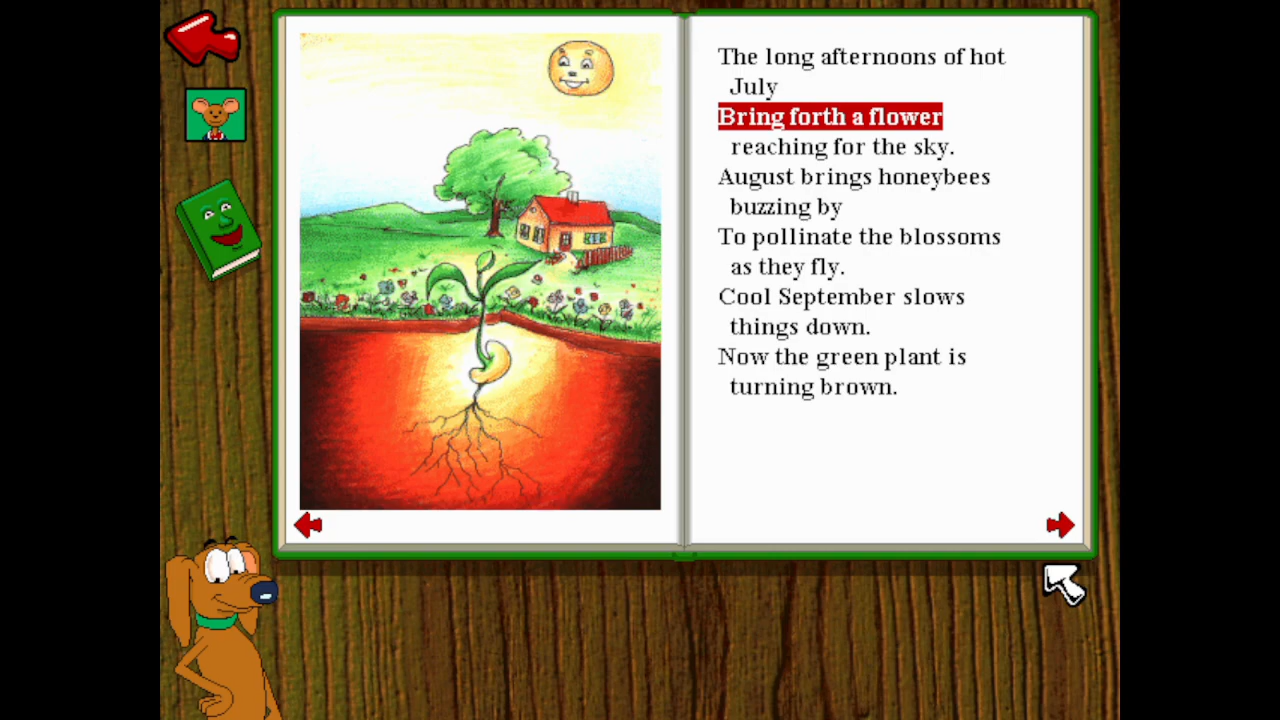 The long afternoons of hot
July
Bring forth a flower
reaching for the sky.
August brings honeybees
buzzing by
To pollinate the blossoms
as they fly.
Cool September slows
things down.
Now the green plant is
turning brown.